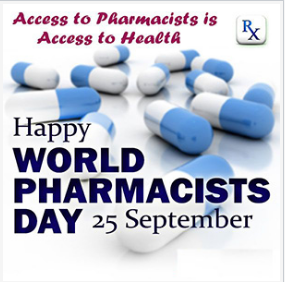 Access to Pharmacists is
Access to Health
RX
Happy
WORLD
PHARMACISTS
DAY 25 September